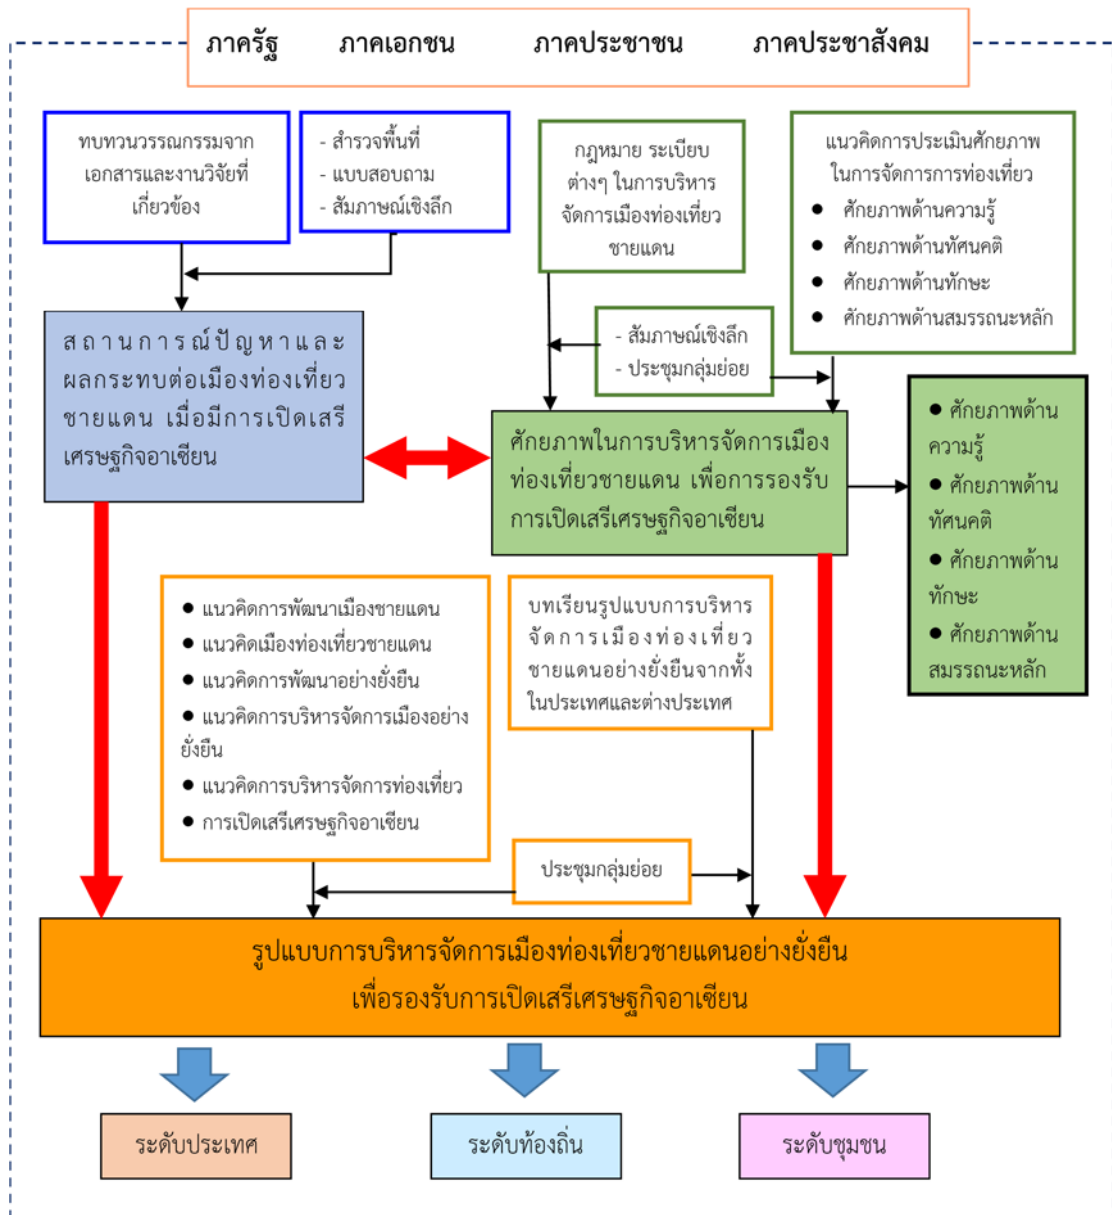 ภาครัฐ ภาคเอกชน ภาคประชาชน ภาคประชาสังคม
ทบทวนวรรณกรรมจาก
เอกสารและงานวิจัยที่
เกี่ยวข้อง
- สำรวจพื้นที่
- แบบสอบถาม
- สัมภาษณ์เชิงลึก
กฎหมาย ระเบียบ
ต่างๆ ในการบริหาร
จัดการเมืองท่องเที่ยว
ชายแดน
แนวคิดการประเมินศักยภาพ
ในการจัดการการท่องเที่ยว
● ศักยภาพด้านความรู้
● ศักยภาพด้านทัศนคติ
● ศักยภาพด้านทักษะ
● ศักยภาพด้านสมรรถนะหลัก
สถานการณ์ปัญหาและ
ผลกระทบต่อเมืองท่องเที่ยว
ชายแดน เมื่อมีการเปิดเสรี
เศรษฐกิจอาเซียน
- สัมภาษณ์เชิงลึก
- ประชุมกลุ่มย่อย
ศักยภาพในการบริหารจัดการเมือง
ท่องเที่ยวชายแดน เพื่อการรองรับ
การเปิดเสรีเศรษฐกิจอาเซียน
● ศักยภาพด้าน
ความรู้
● ศักยภาพด้าน
ทัศนคติ
● ศักยภาพด้าน
ทักษะ
● ศักยภาพด้าน
สมรรถนะหลัก
● แนวคิดการพัฒนาเมืองชายแดน
● แนวคิดเมืองท่องเที่ยวชายแดน
● แนวคิดการพัฒนาอย่างยั่งยืน
● แนวคิดการบริหารจัดการเมืองอย่าง
ยั่งยืน
● แนวคิดการบริหารจัดการท่องเที่ยว
● การเปิดเสรีเศรษฐกิจอาเซียน
บทเรียนรูปแบบการบริหาร
จัดการเมืองท่องเที่ยว
ชายแดนอย่างยั่งยืนจากทั้ง
ในประเทศและต่างประเทศ
ประชุมกลุ่มย่อย
รูปแบบการบริหารจัดการเมืองท่องเที่ยวชายแดนอย่างยั่งยืน
เพื่อรองรับการเปิดเสรีเศรษฐกิจอาเซียน
ระดับประเทศ
ระดับท้องถิ่น
ระดับชุมชน